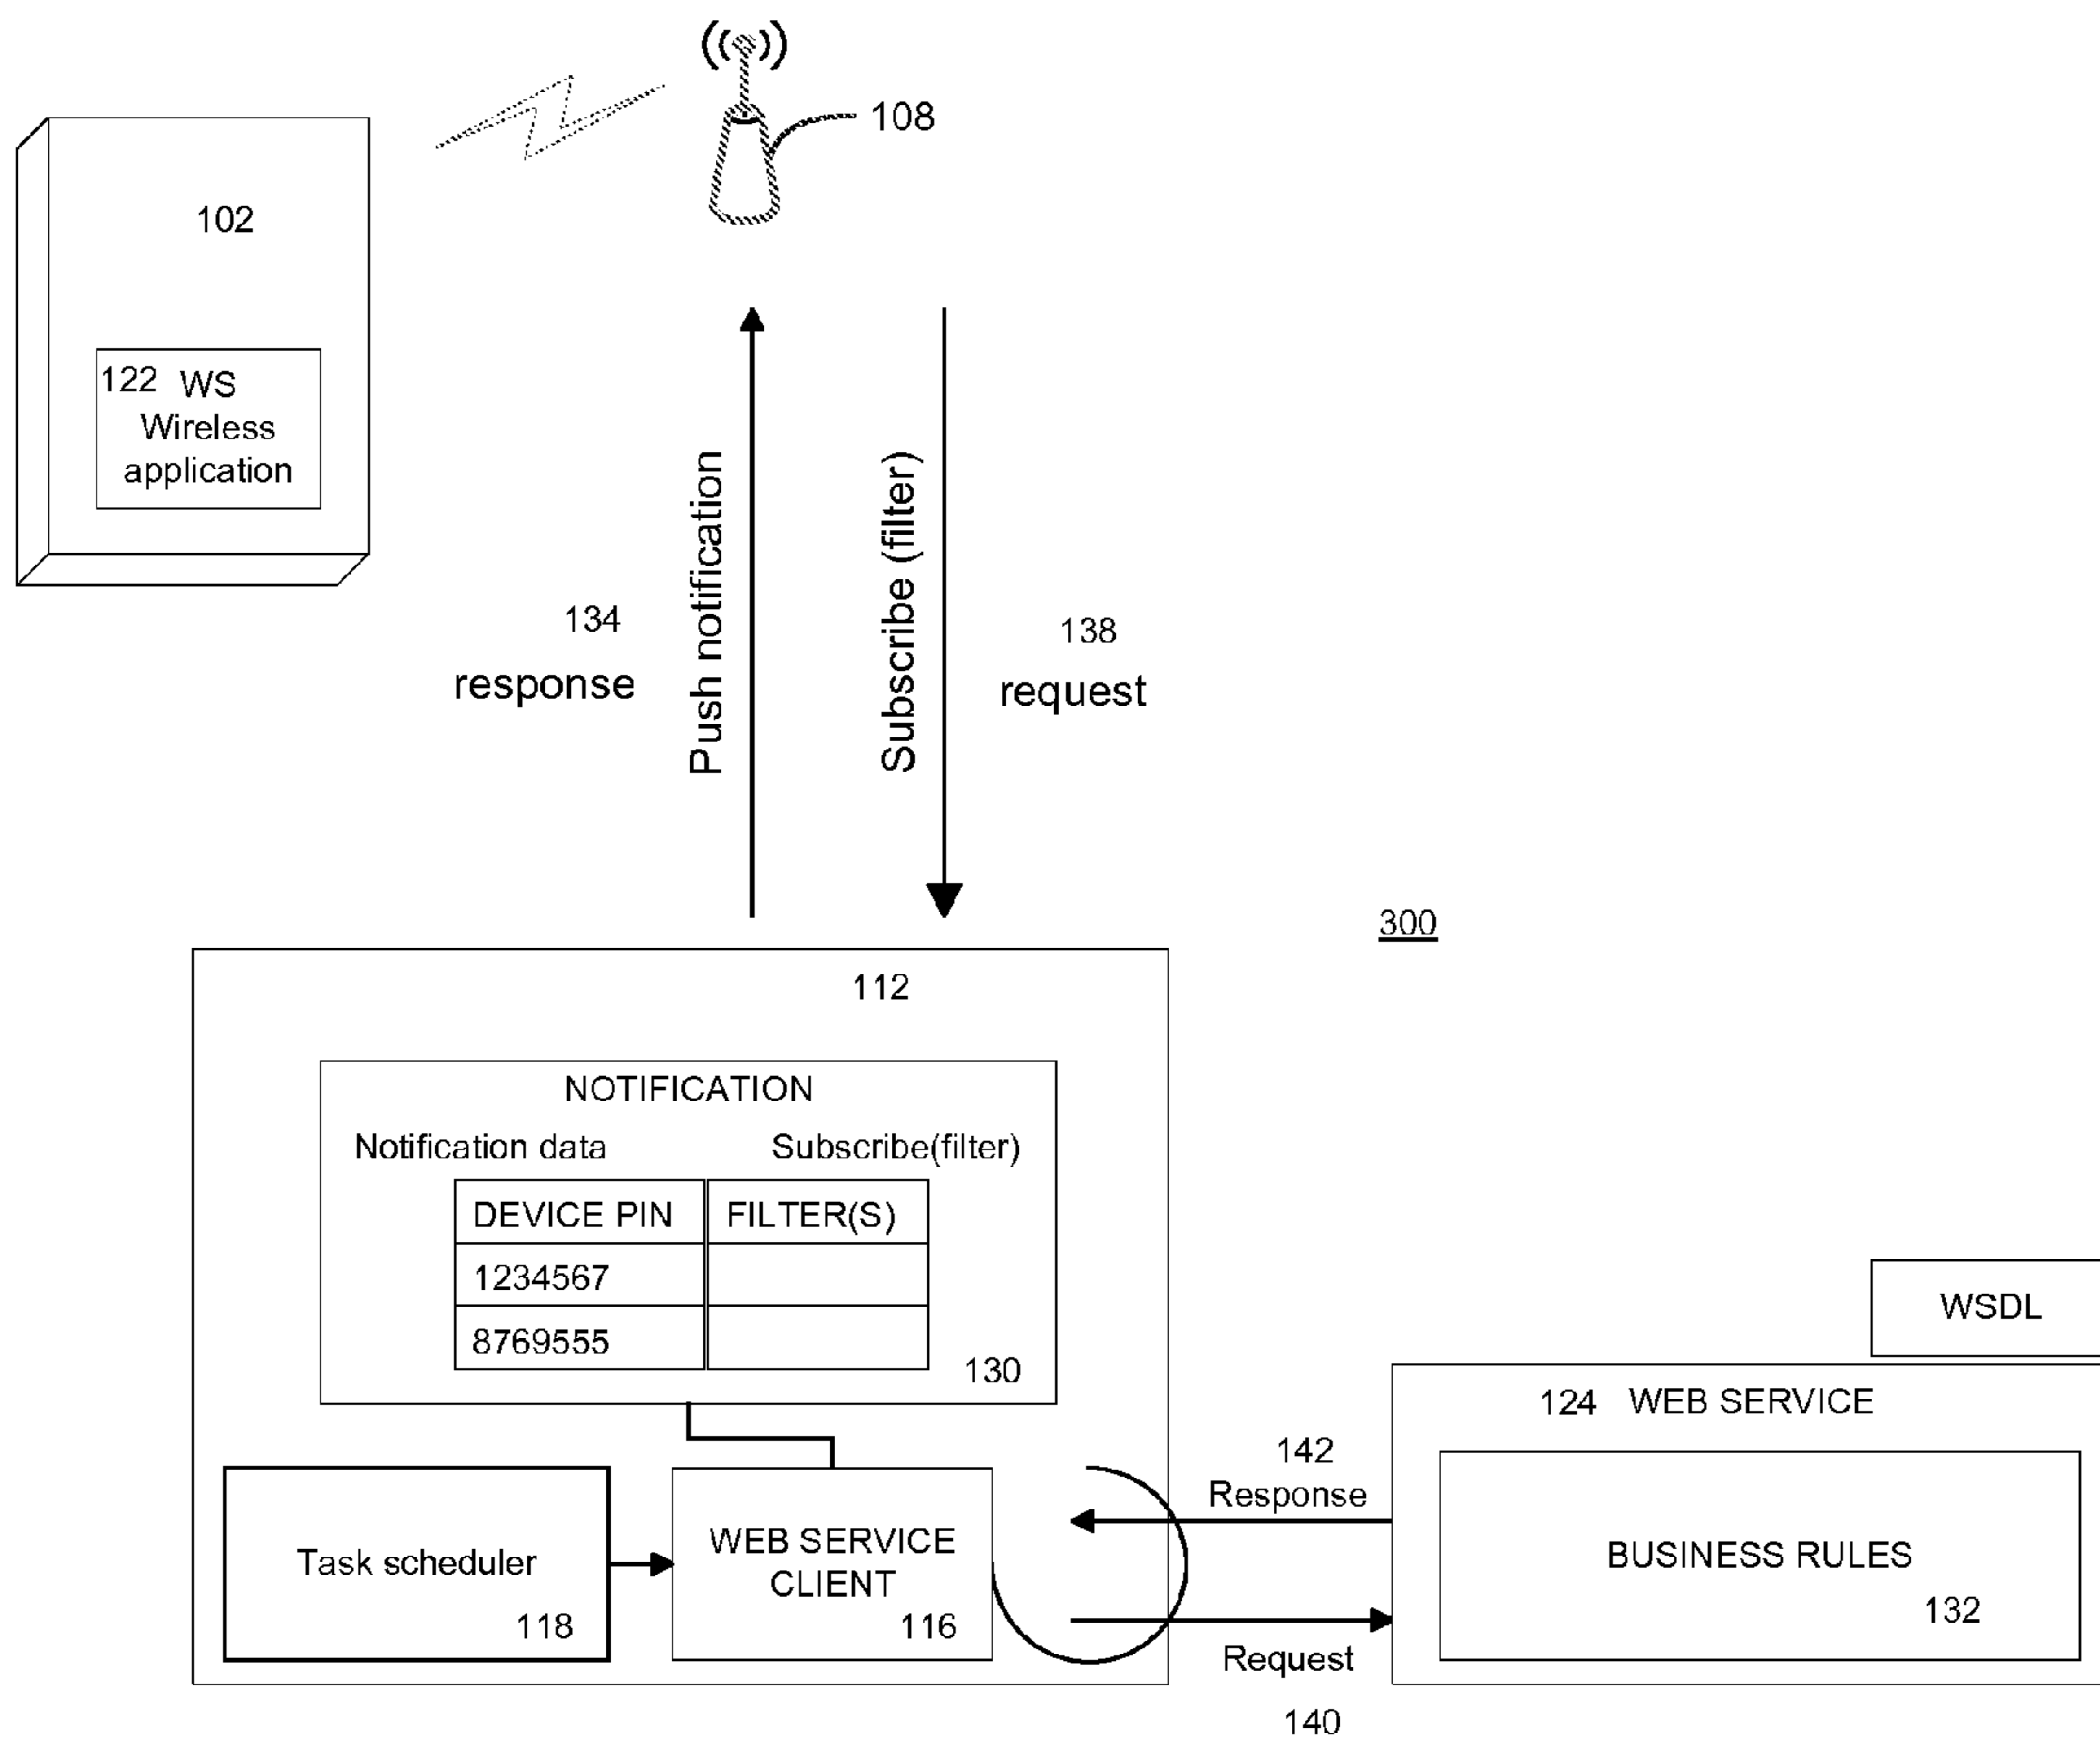 108
102
122 WS
Wireless
application
134
response
Push notification
Subscribe (filter)
138
request
300
112
NOTIFICATION
Notification data Subscribe(filter)
DEVICE PIN FILTER(S)
1234567
8769555
130
WSDL
124 WEB SERVICE
142
Response
BUSINESS RULES
132
Task scheduler
118
WEB SERVICE
CLIENT
116
Request
140